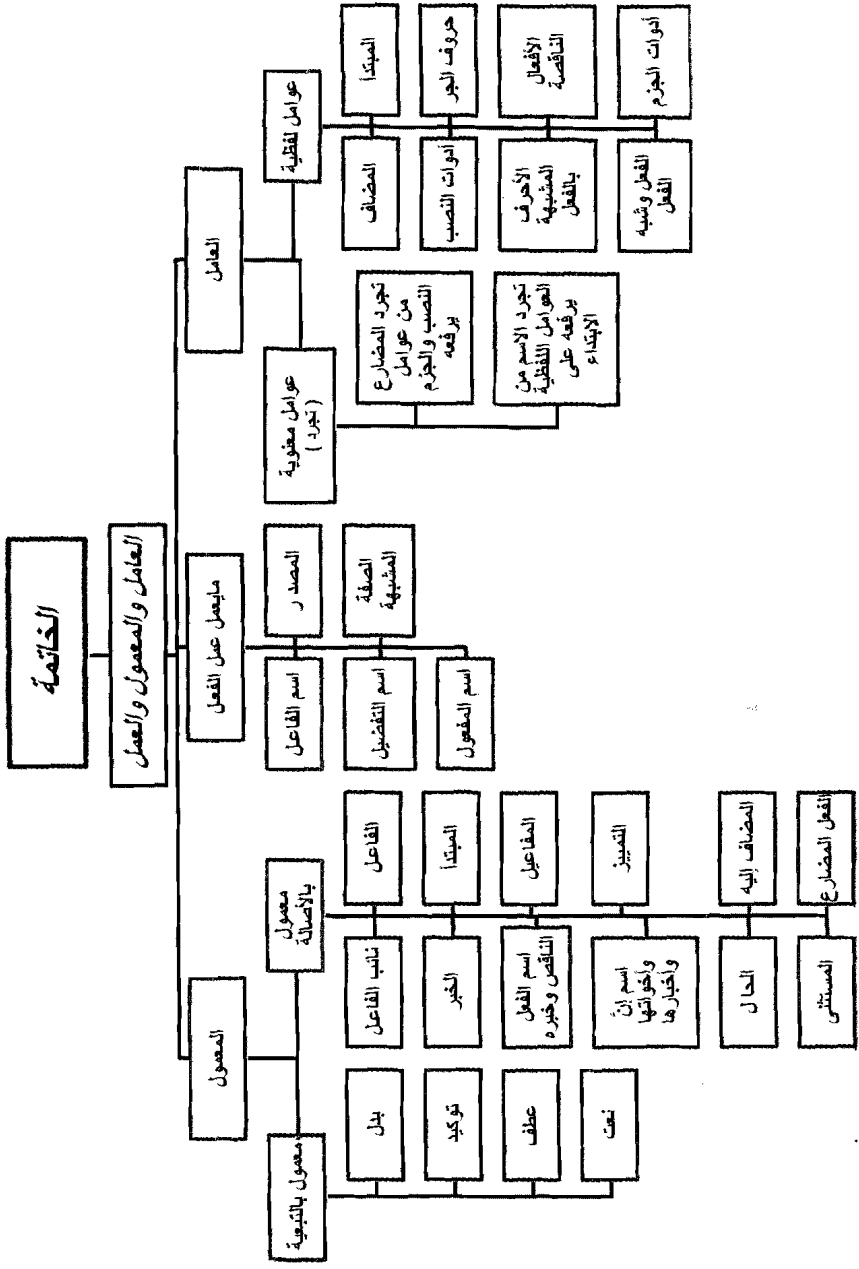 الخاتمة
العامل والمعمول والعمل
العامل
عوامل لفظية
المبتدأ
المضاف
حروف الجر
أدوات النصب
الأفعال
الناقصة
الأحرف
المشبهة
بالفعل
أدوات الجزم
الفعل وشبه
الفعل
عوامل معنوية
( تجرد )
تجرد المضارع
من عوامل
النصب والجزم
يرفعه
تجرد الاسم من
العوامل اللفظية
يرفعه على
الابتداء
مايعمل عمل الفعل
المصدر
اسم الفاعل
الصفة
المشبهة
اسم التفضيل
اسم المفعول
المعمول
معمول
بالأصالة
الفاعل
نائب الفاعل
المبتدأ
الخبر
المفاعيل
اسم الفعل
الناقص وخبره
التمييز
اسم إنّ
وأخواتها
وأخبارها
المضاف إليه
الحال
الفعل المضارع
المستثنى
معمول بالتبعية
بدل
توكيد
عطف
نعت